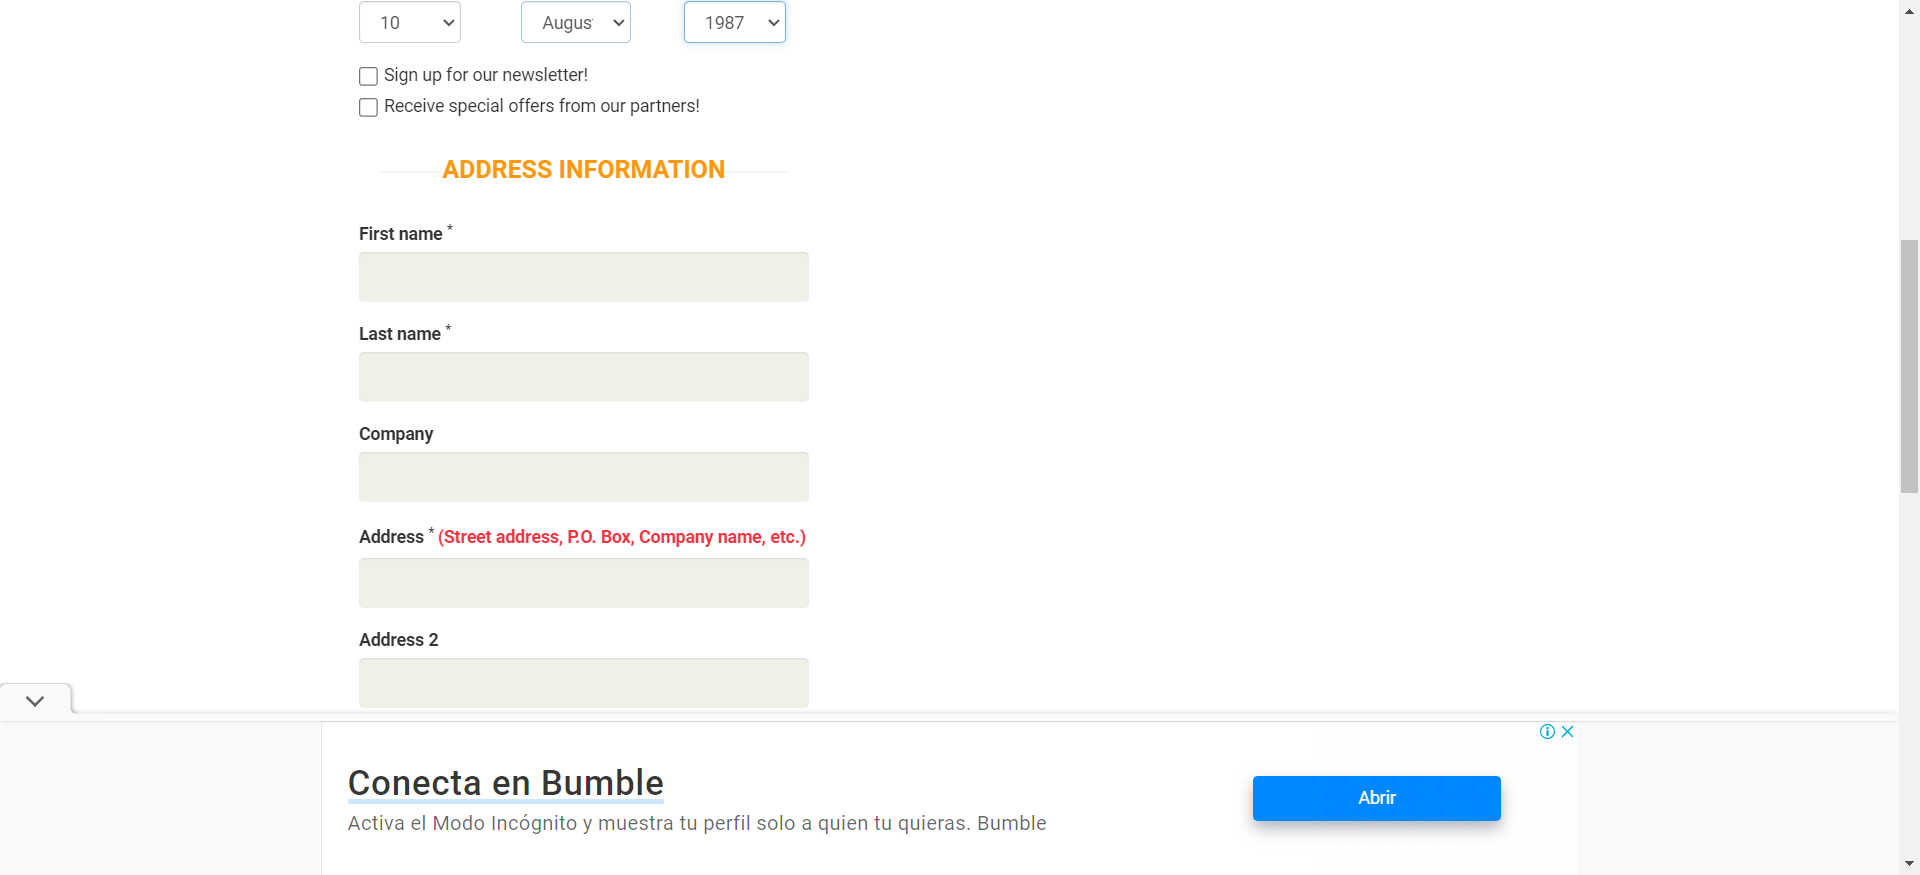 10 Augus 1987
Sign up for our newsletter!
Receive special offers from our partners!
ADDRESS INFORMATION
First name *
Last name *
Company
Address * (Street address, P.O. Box, Company name, etc.)
Address 2
Conecta en Bumble
Activa el Modo Incógnito y muestra tu perfil solo a quien tu quieras. Bumble
Abrir